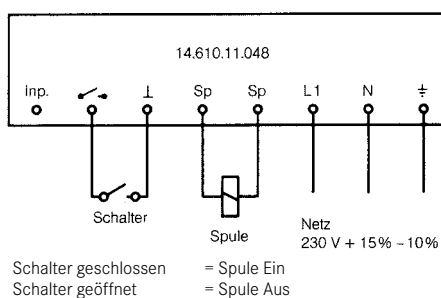 14.610.11.048
Inp. ⊥ Sp Sp L1 N ⏚
Schalter
Spule
Netz
230 V + 15% – 10%
Schalter geschlossen = Spule Ein
Schalter geöffnet = Spule Aus